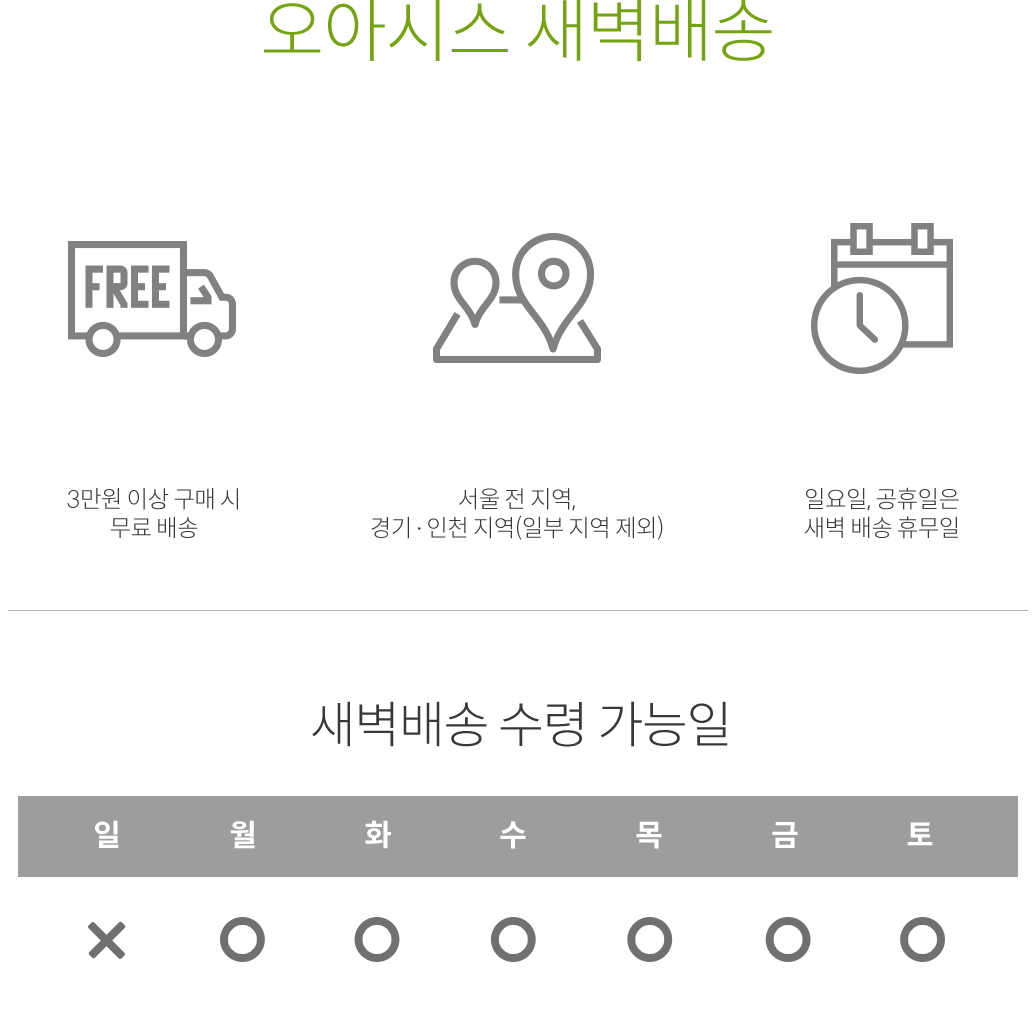 오아시스 새벽배송
FREE
3만원 이상 구매 시
무료 배송
서울 전 지역,
경기 · 인천 지역(일부 지역 제외)
일요일, 공휴일은
새벽 배송 휴무일
새벽배송 수령 가능일
일 월 화 수 목 금 토
X O O O O O O